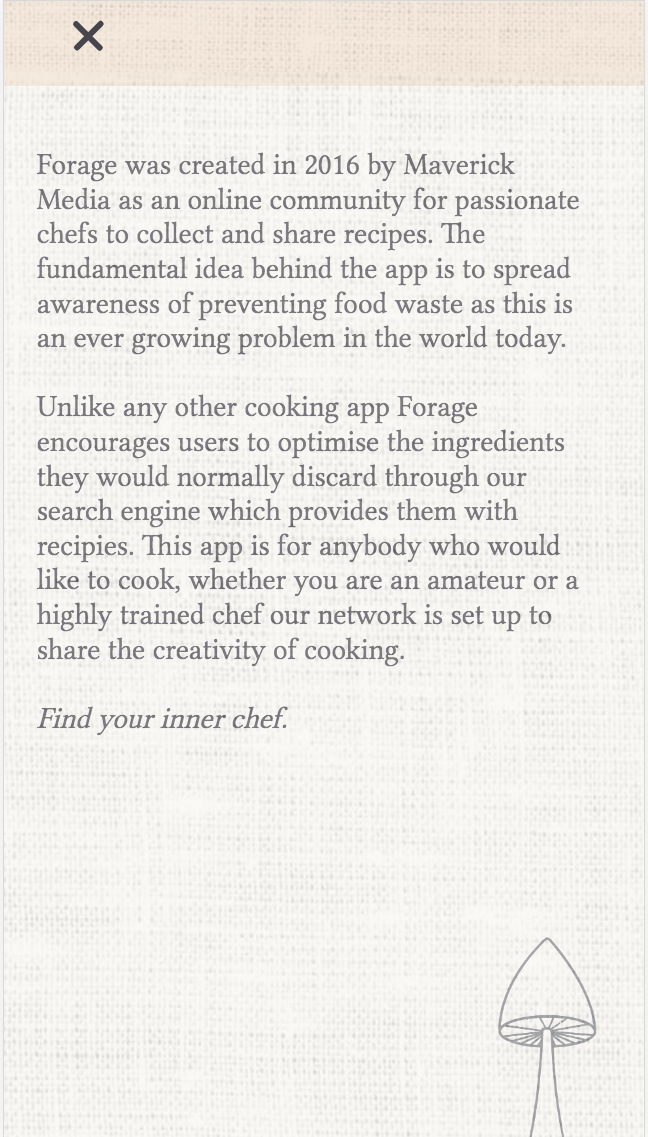 Forage was created in 2016 by Maverick
Media as an online community for passionate
chefs to collect and share recipes. The
fundamental idea behind the app is to spread
awareness of preventing food waste as this is
an ever growing problem in the world today.
Unlike any other cooking app Forage
encourages users to optimise the ingredients
they would normally discard through our
search engine which provides them with
recipies. This app is for anybody who would
like to cook, whether you are an amateur or a
highly trained chef our network is set up to
share the creativity of cooking.
Find your inner chef.